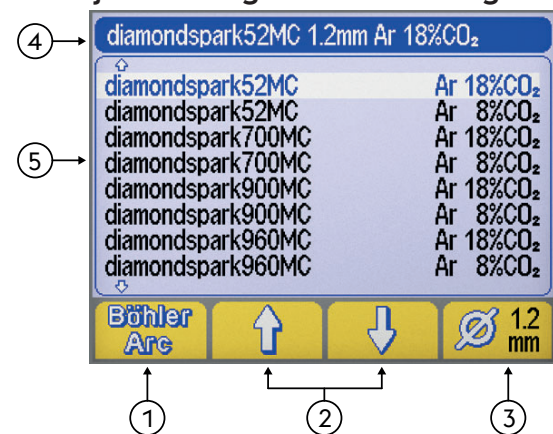 4
diamondspark52MC 1.2mm Ar 18%CO₂
5
diamondspark52MC Ar 18%CO₂
diamondspark52MC Ar 8%CO₂
diamondspark700MC Ar 18%CO₂
diamondspark700MC Ar 8%CO₂
diamondspark900MC Ar 18%CO₂
diamondspark900MC Ar 8%CO₂
diamondspark960MC Ar 18%CO₂
diamondspark960MC Ar 8%CO₂
Böhler
Arc
Ø 1.2
mm
1
2
3